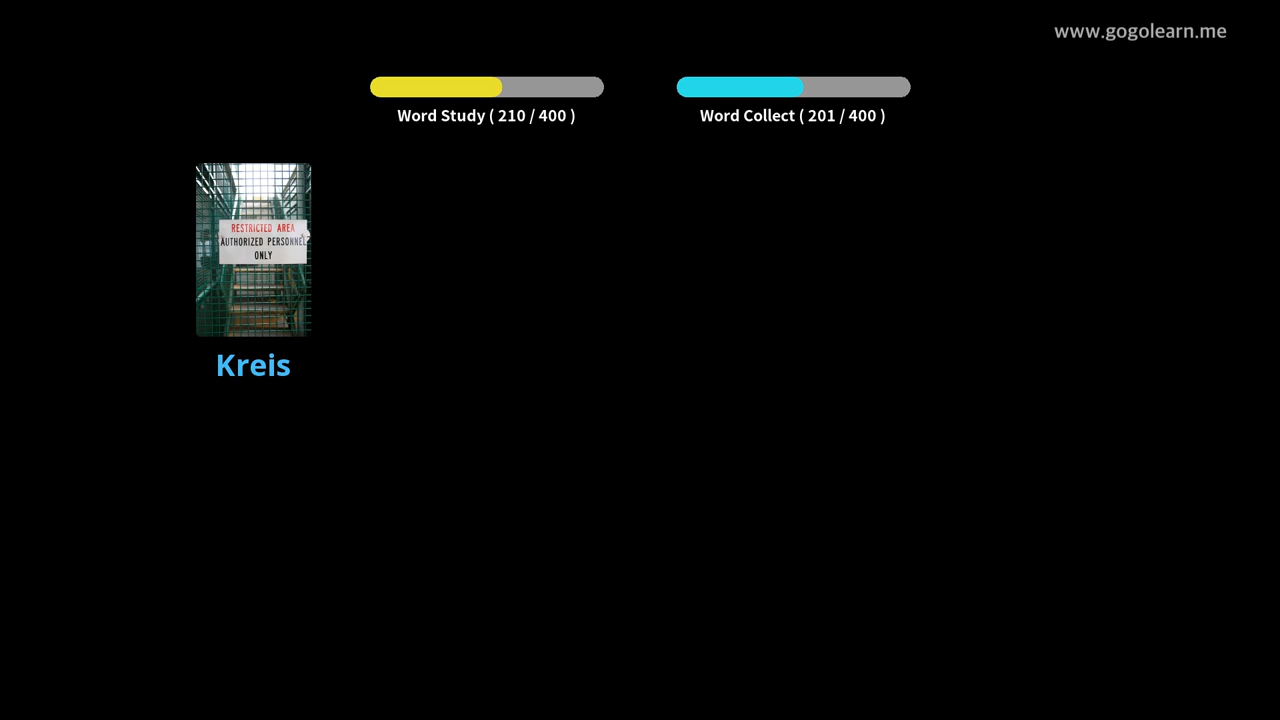 www.gogolearn.me
Word Study ( 210 / 400 )
Word Collect ( 201 / 400 )
RESTRICTED AREA
AUTHORIZED PERSONNEL
ONLY
Kreis